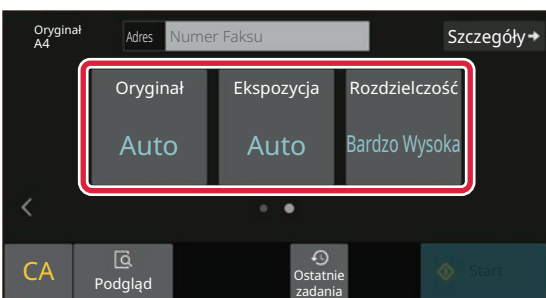 Oryginał
A4
Adres Numer Faksu Szczegóły
Oryginał Ekspozycja Rozdzielczość
Auto Auto Bardzo Wysoka
CA Podgląd Ostatnie
zadania Start